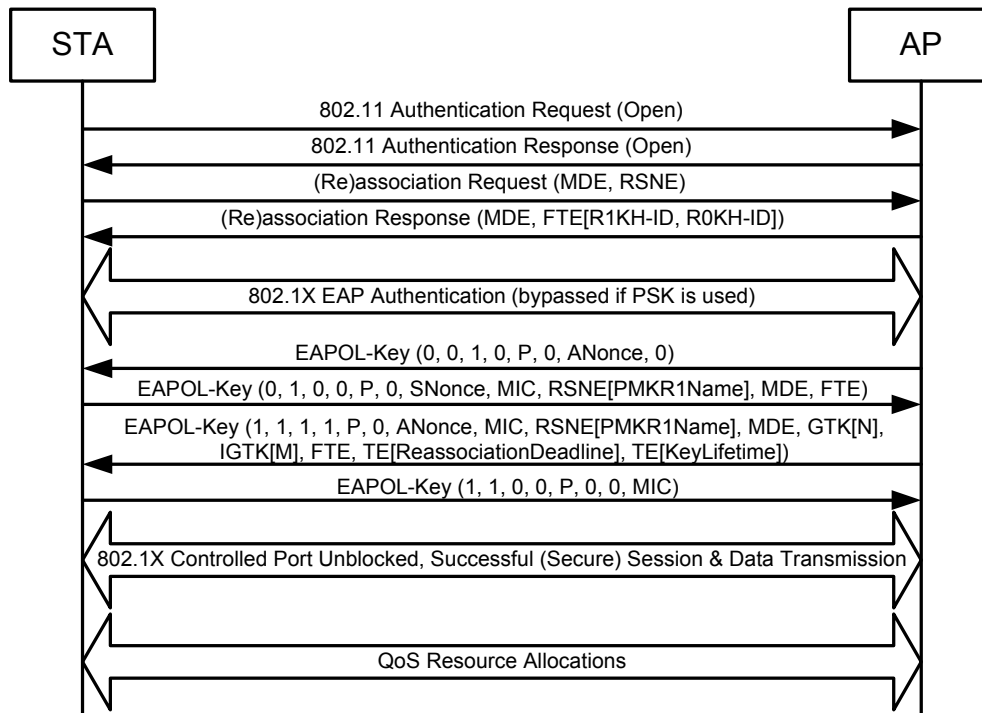 STA
AP
802.11 Authentication Request (Open)
802.11 Authentication Response (Open)
(Re)association Request (MDE, RSNE)
(Re)association Response (MDE, FTE[R1KH-ID, R0KH-ID])
802.1X EAP Authentication (bypassed if PSK is used)
EAPOL-Key (0, 0, 1, 0, P, 0, ANonce, 0)
EAPOL-Key (0, 1, 0, 0, P, 0, SNonce, MIC, RSNE[PMKR1Name], MDE, FTE)
EAPOL-Key (1, 1, 1, 1, P, 0, ANonce, MIC, RSNE[PMKR1Name], MDE, GTK[N],
IGTK[M], FTE, TE[ReassociationDeadline], TE[KeyLifetime])
EAPOL-Key (1, 1, 0, 0, P, 0, 0, MIC)
802.1X Controlled Port Unblocked, Successful (Secure) Session & Data Transmission
QoS Resource Allocations